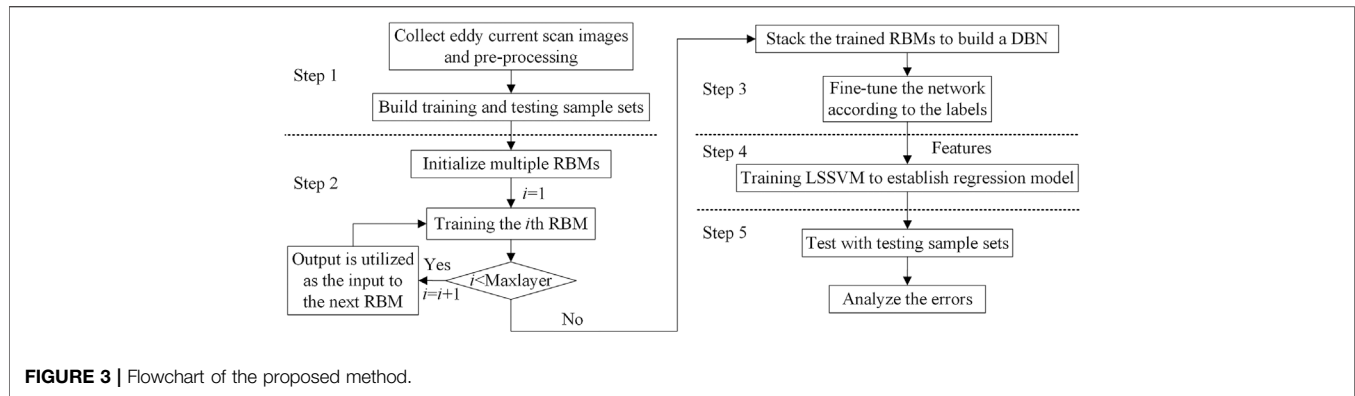 Step 1
Collect eddy current scan images
and pre-processing
Build training and testing sample sets
Step 2
Initialize multiple RBMs
i=1
Training the ith RBM
i<Maxlayer
Yes
i=i+1
Output is utilized
as the input to
the next RBM
No
Stack the trained RBMs to build a DBN
Step 3
Fine-tune the network
according to the labels
Step 4
Features
Training LSSVM to establish regression model
Step 5
Test with testing sample sets
Analyze the errors
FIGURE 3 | Flowchart of the proposed method.